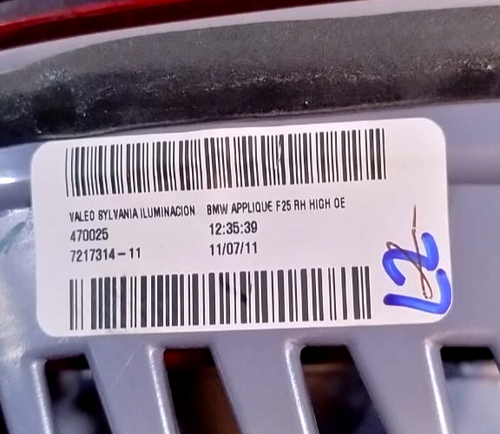 VALEO SYLVANIA ILUMINACION BMW APPLIQUE F25 RH HIGH OE
470025 12:35:39
7217314-11 11/07/11